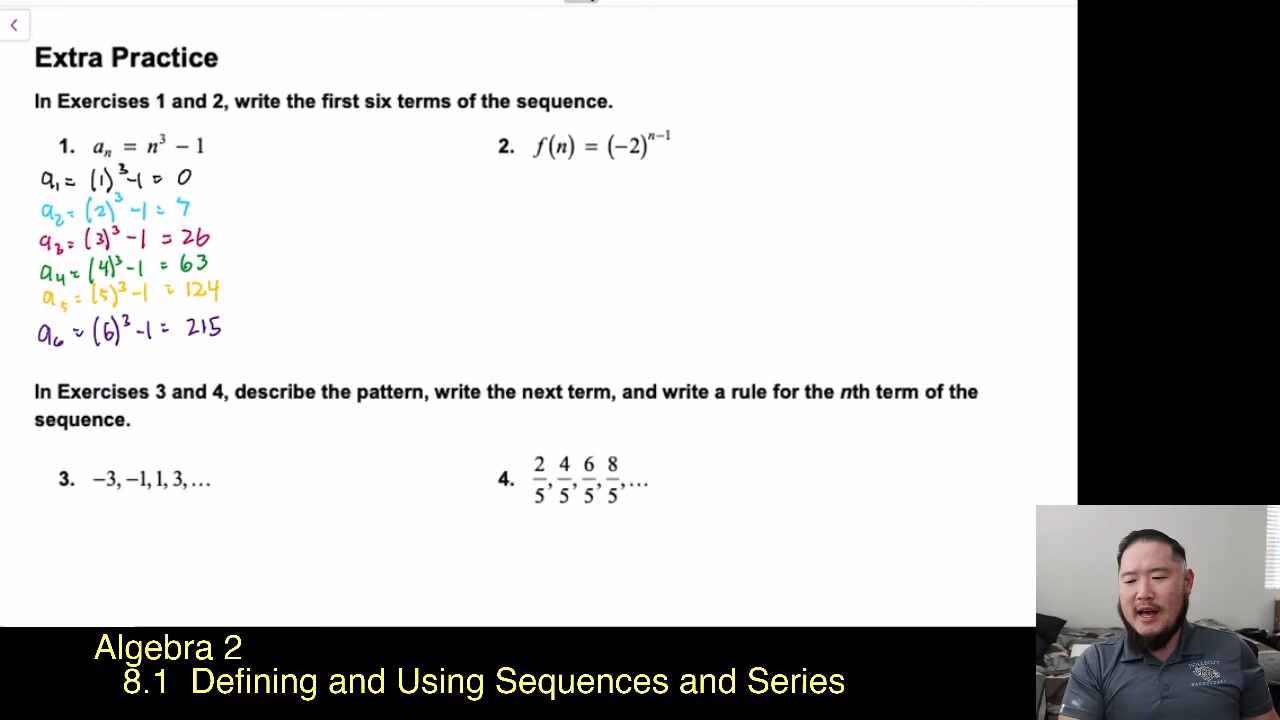 Extra Practice
In Exercises 1 and 2, write the first six terms of the sequence.
1. aₙ = n³ − 1
a₁ = (1)³-1 = 0
a₂ = (2)³ -1 = 7
a₃ = (3)³ -1 = 26
a₄ = (4)³ -1 = 63
a₅ = (5)³ -1 = 124
a₆ = (6)³ -1 = 215
2. f(n) = (−2)ⁿ⁻¹
In Exercises 3 and 4, describe the pattern, write the next term, and write a rule for the nth term of the
sequence.
3. −3, −1, 1, 3, …
4. 2/5, 4/5, 6/5, 8/5, …
WALNUT
BASKETBALL
Algebra 2
8.1 Defining and Using Sequences and Series